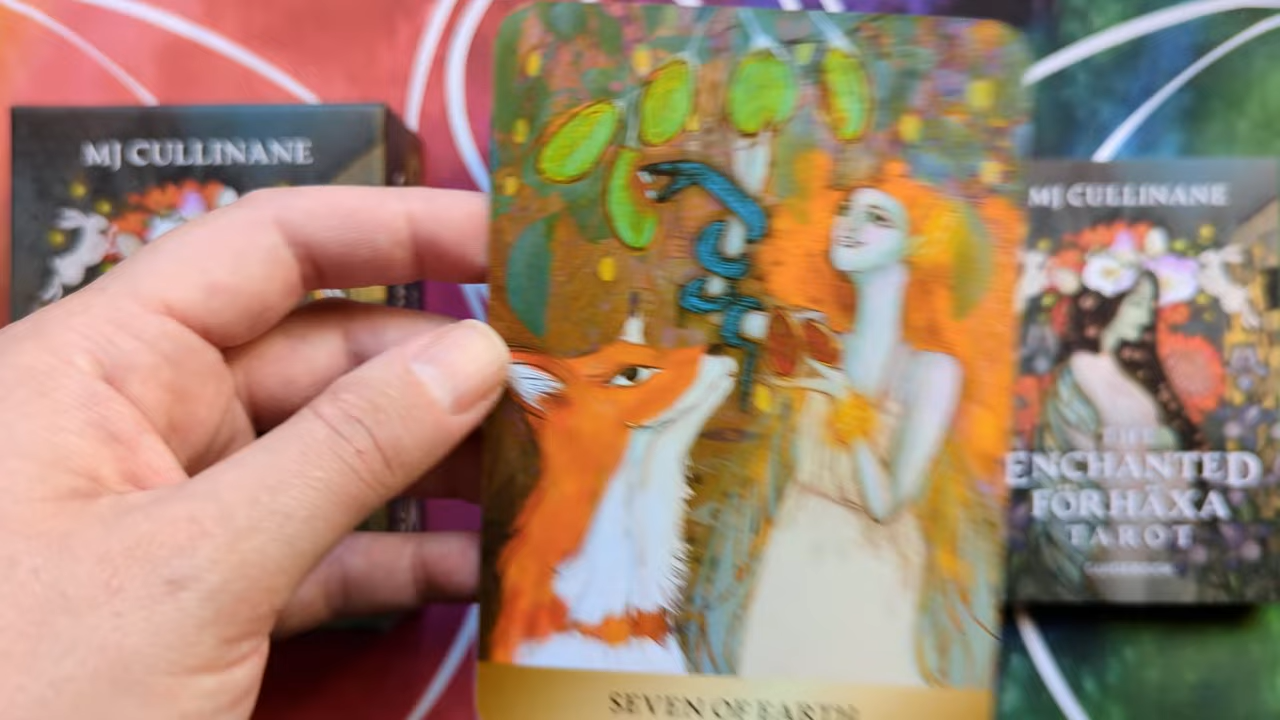 MJ CULLINANE
MJ CULLINANE
THE
ENCHANTED
FÖRHÄXA
TAROT
GUIDEBOOK
SEVEN OF EARTH